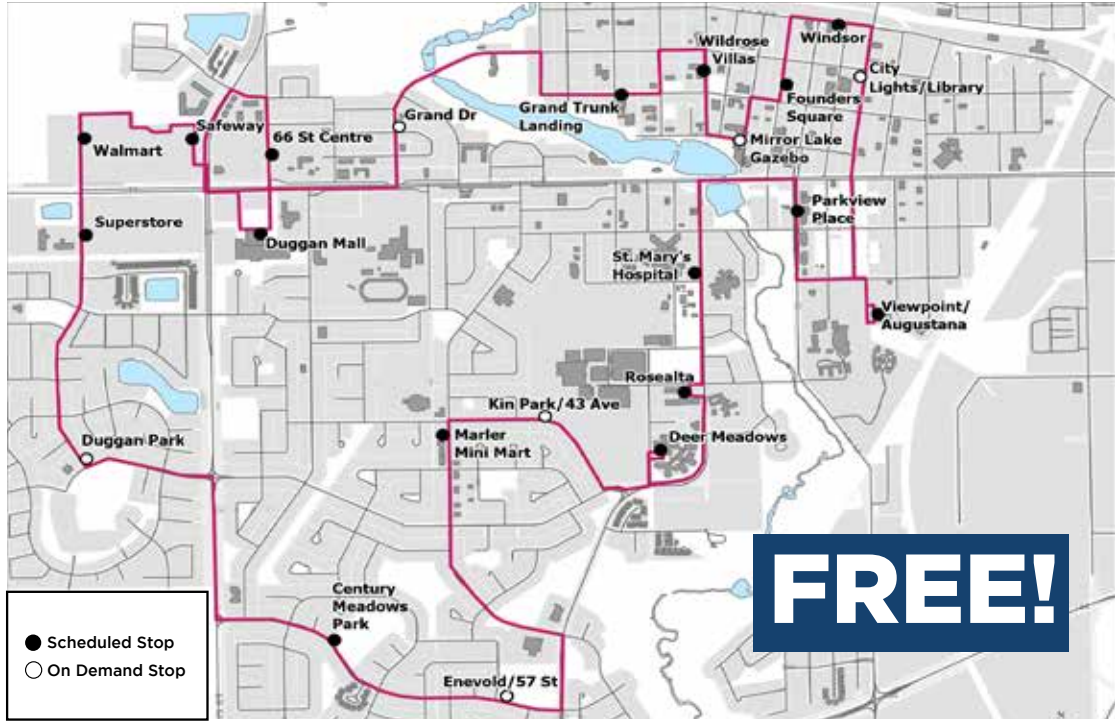 Windsor
Wildrose
Villas
City
Lights/Library
Founders
Square
Grand Trunk
Landing
Grand Dr
Safeway
66 St Centre
Walmart
Mirror Lake
Gazebo
Superstore
Duggan Mall
Parkview
Place
St. Mary's
Hospital
Viewpoint/
Augustana
Rosealta
Kin Park/43 Ave
Duggan Park
Marler
Mini Mart
Deer Meadows
Century
Meadows
Park
Enevold/57 St
FREE!
Scheduled Stop
On Demand Stop